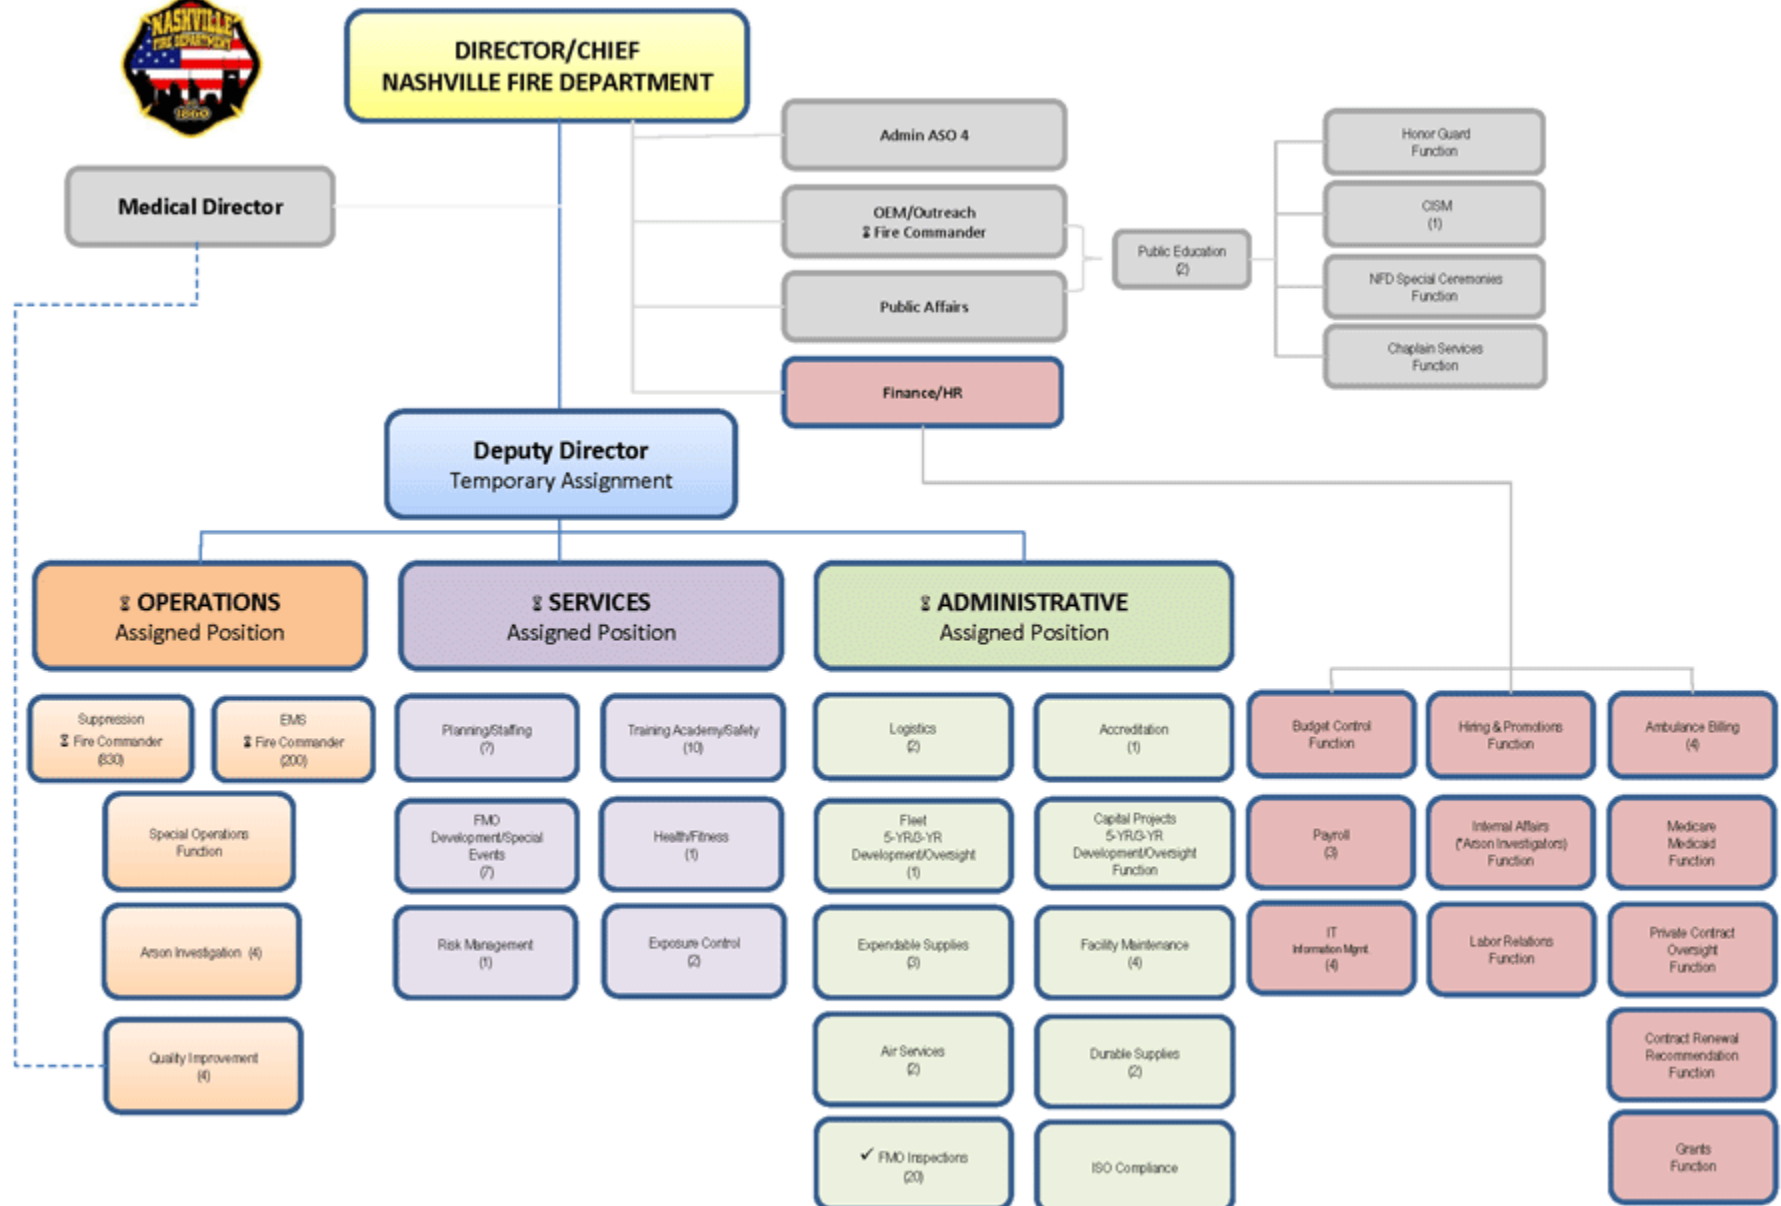 NASHVILLE
FIRE DEPARTMENT
1860
DIRECTOR/CHIEF
NASHVILLE FIRE DEPARTMENT
Medical Director
Admin ASO 4
OEM/Outreach
Fire Commander
Public Affairs
Finance/HR
Public Education
(2)
Honor Guard
Function
CISM
(1)
NFD Special Ceremonies
Function
Chaplain Services
Function
Deputy Director
Temporary Assignment
OPERATIONS
Assigned Position
SERVICES
Assigned Position
ADMINISTRATIVE
Assigned Position
Suppression
Fire Commander
(830)
EMS
Fire Commander
(200)
Special Operations
Function
Arson Investigation (4)
Quality Improvement
(4)
Planning/Staffing
(7)
Training Academy/Safety
(10)
FMO
Development/Special
Events
(7)
Health/Fitness
(1)
Risk Management
(1)
Exposure Control
(2)
Logistics
(2)
Accreditation
(1)
Fleet
5-YR/3-YR
Development/Oversight
(1)
Capital Projects
5-YR/3-YR
Development/Oversight
Function
Expendable Supplies
(3)
Facility Maintenance
(4)
Air Services
(2)
Durable Supplies
(2)
✓ FMO Inspections
(20)
ISO Compliance
Budget Control
Function
Hiring & Promotions
Function
Ambulance Billing
(4)
Payroll
(3)
Internal Affairs
(*Arson Investigators)
Function
Medicare
Medicaid
Function
IT
Information Mgmt.
(4)
Labor Relations
Function
Private Contract
Oversight
Function
Contract Renewal
Recommendation
Function
Grants
Function